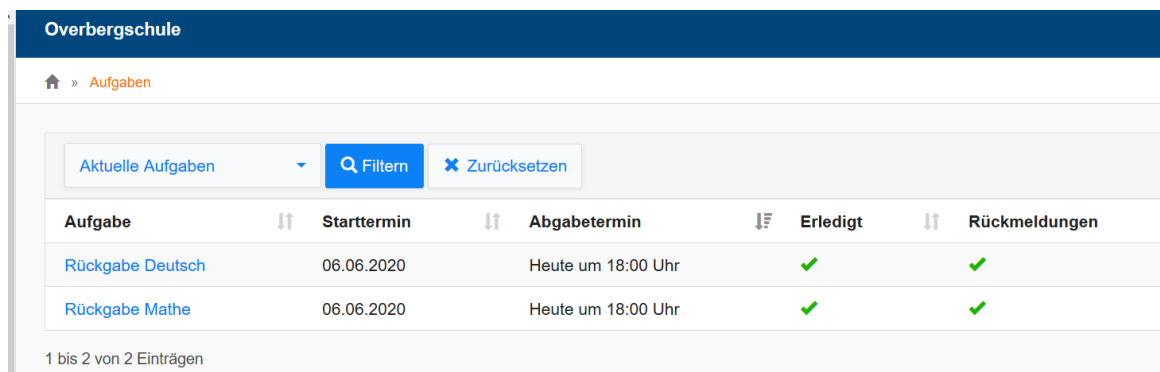 Overbergschule
» Aufgaben
Aktuelle Aufgaben Filtern Zurücksetzen
Aufgabe Starttermin Abgabetermin Erledigt Rückmeldungen
Rückgabe Deutsch 06.06.2020 Heute um 18:00 Uhr
Rückgabe Mathe 06.06.2020 Heute um 18:00 Uhr
1 bis 2 von 2 Einträgen